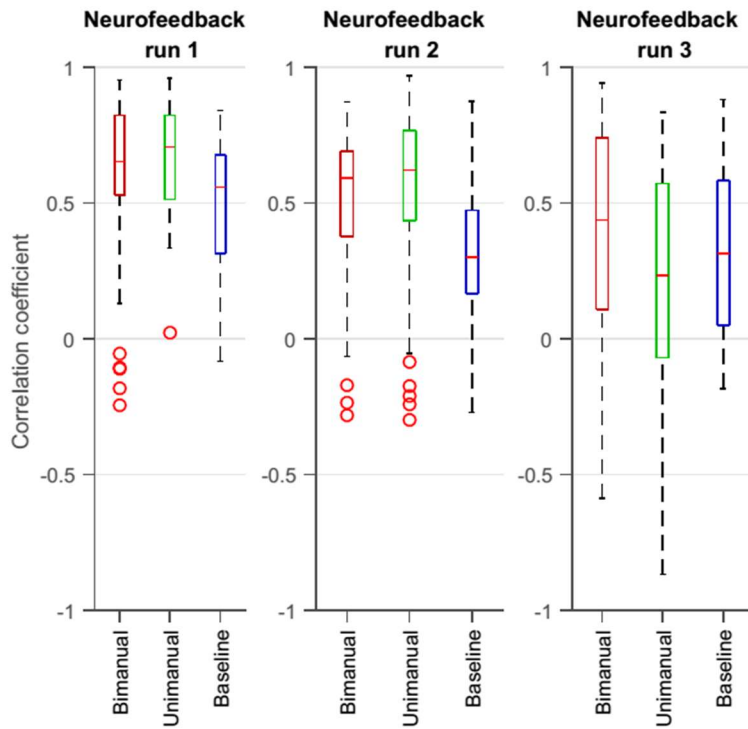 Neurofeedback
run 1
Neurofeedback
run 2
Neurofeedback
run 3
Correlation coefficient
1
0.5
0
-0.5
-1
Bimanual
Unimanual
Baseline
1
0.5
0
-0.5
-1
Bimanual
Unimanual
Baseline
1
0.5
0
-0.5
-1
Bimanual
Unimanual
Baseline